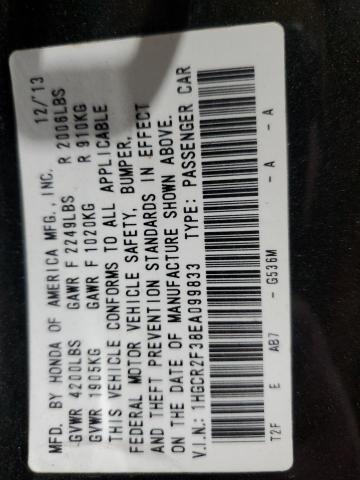 MFD. BY HONDA OF AMERICA MFG., INC. 12/13
GVWR 4200LBS GAWR F 2249LBS R 2006LBS
GVWR 1905KG GAWR F 1020KG R 910KG
THIS VEHICLE CONFORMS TO ALL APPLICABLE
FEDERAL MOTOR VEHICLE SAFETY, BUMPER,
AND THEFT PREVENTION STANDARDS IN EFFECT
ON THE DATE OF MANUFACTURE SHOWN ABOVE.
V.I.N.: 1HGCR2F38EA099833 TYPE: PASSENGER CAR
T2F E AB7 - G536M - A - A